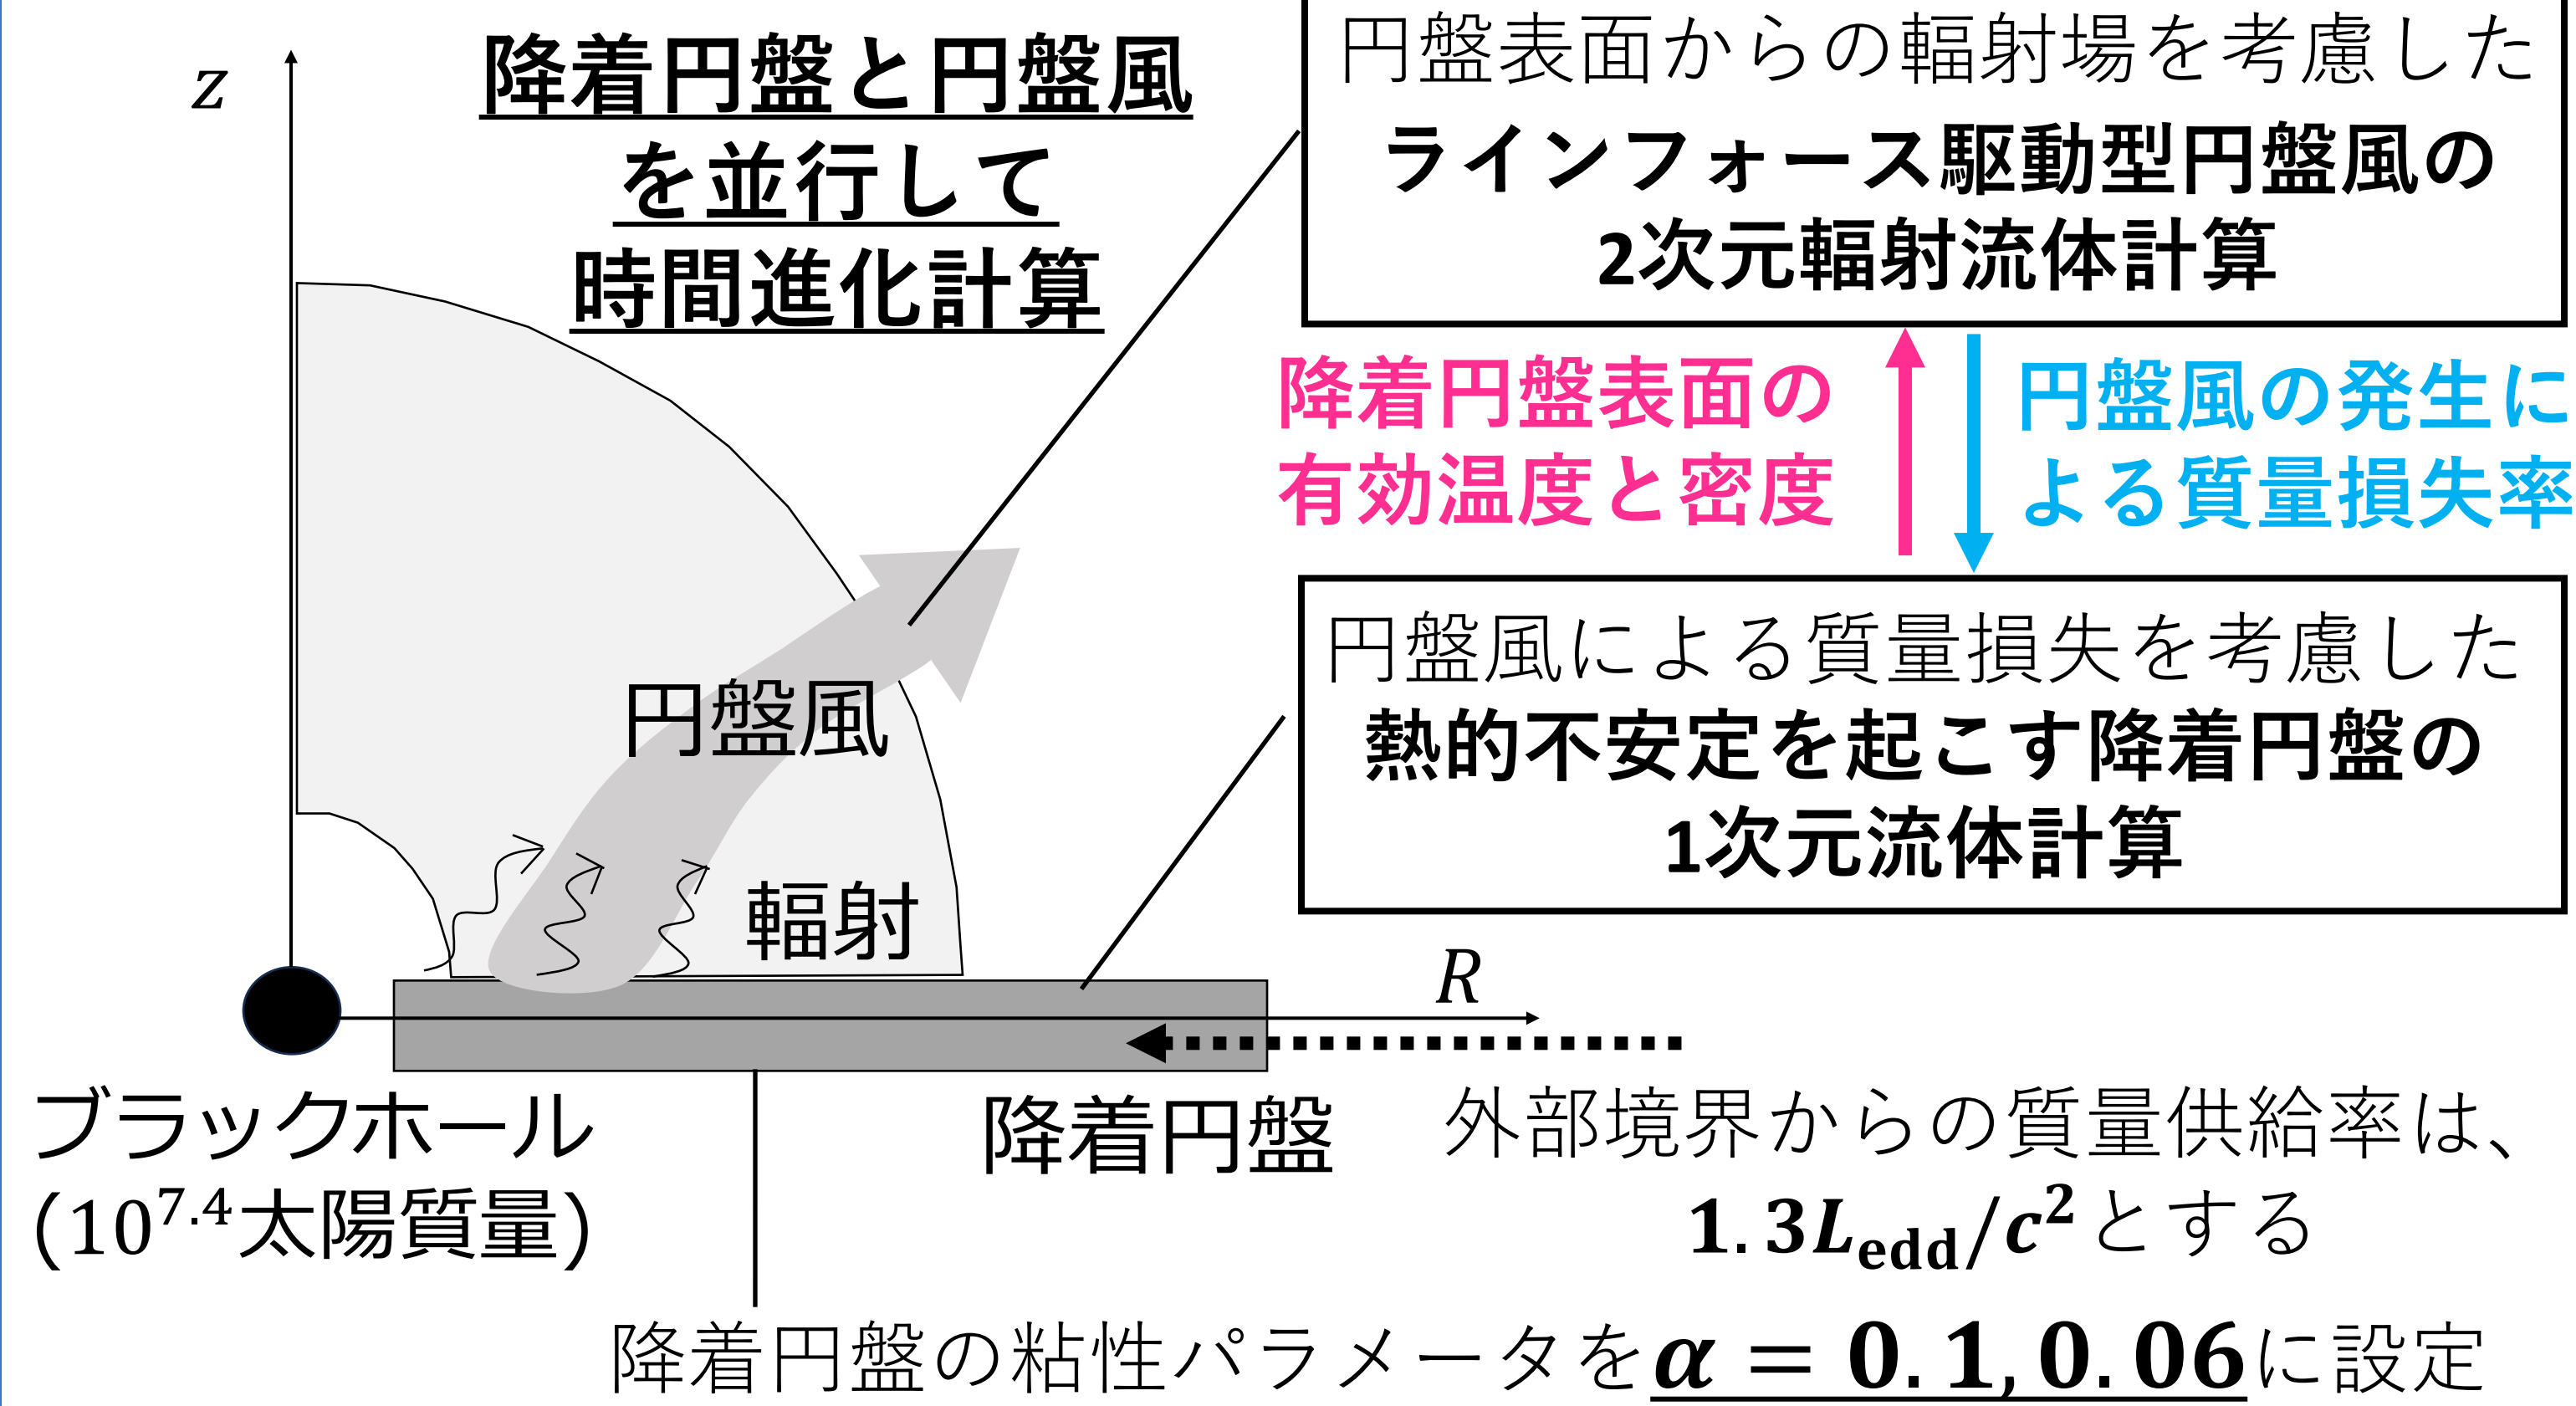 z
降着円盤と円盤風
を並行して
時間進化計算
円盤表面からの輻射場を考慮した
ラインフォース駆動型円盤風の
2次元輻射流体計算
降着円盤表面の
有効温度と密度
円盤風の発生に
よる質量損失率
円盤風による質量損失を考慮した
熱的不安定を起こす降着円盤の
1次元流体計算
円盤風
輻射
R
ブラックホール
(10^{7.4}太陽質量)
降着円盤
外部境界からの質量供給率は、
1.3L_{edd}/c^2とする
降着円盤の粘性パラメータをα = 0.1, 0.06に設定